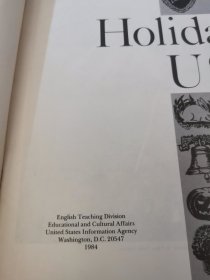 Holida
U
English Teaching Division
Educational and Cultural Affairs
United States Information Agency
Washington, D.C. 20547
1984